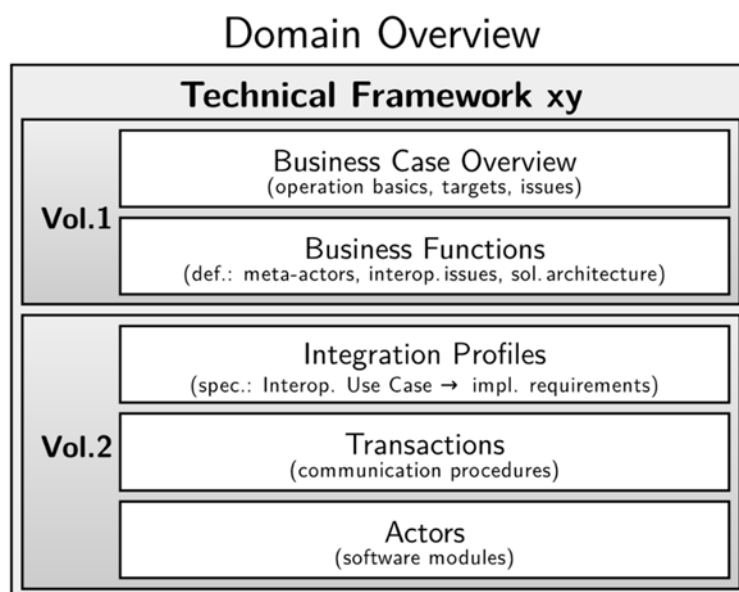 Domain Overview
Technical Framework xy
Vol.1
Business Case Overview
(operation basics, targets, issues)
Business Functions
(def.: meta-actors, interop. issues, sol. architecture)
Vol.2
Integration Profiles
(spec.: Interop. Use Case → impl. requirements)
Transactions
(communication procedures)
Actors
(software modules)